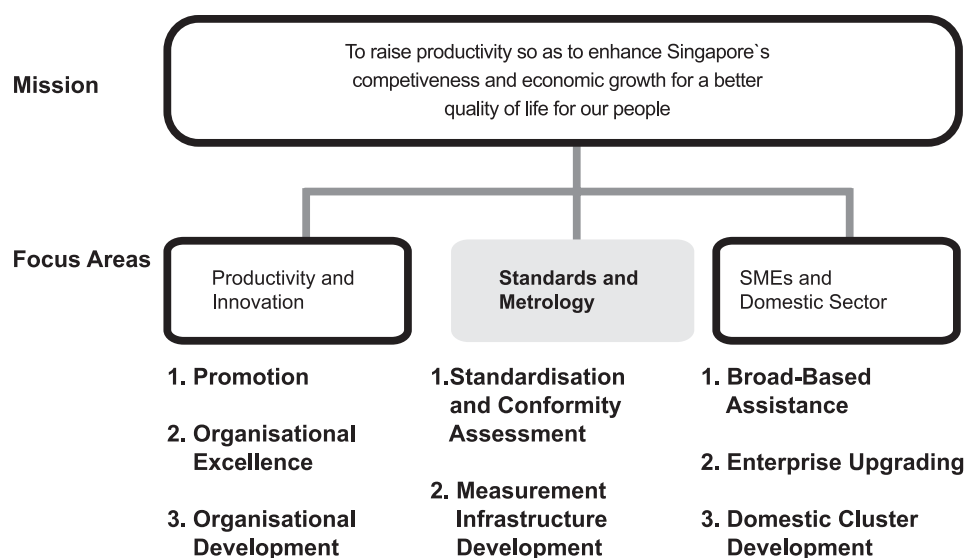 Mission
To raise productivity so as to enhance Singapore`s
competiveness and economic growth for a better
quality of life for our people
Focus Areas
Productivity and
Innovation
Standards and
Metrology
SMEs and
Domestic Sector
1. Promotion
2. Organisational
Excellence
3. Organisational
Development
1.Standardisation
and Conformity
Assessment
2. Measurement
Infrastructure
Development
1. Broad-Based
Assistance
2. Enterprise Upgrading
3. Domestic Cluster
Development